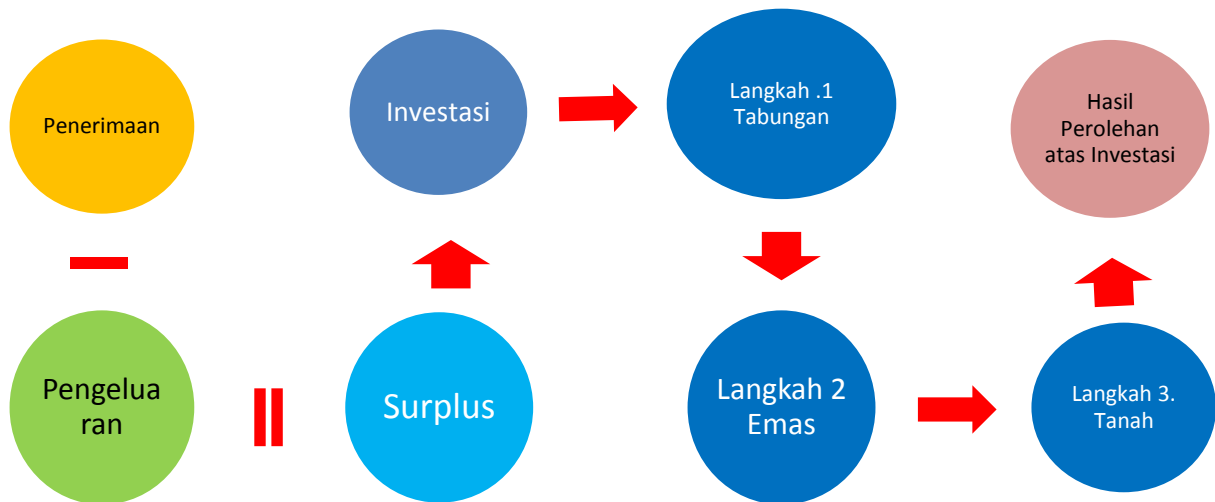 Penerimaan
Pengelua
ran
Surplus
Investasi
Langkah .1
Tabungan
Langkah 2
Emas
Langkah 3.
Tanah
Hasil
Perolehan
atas Investasi